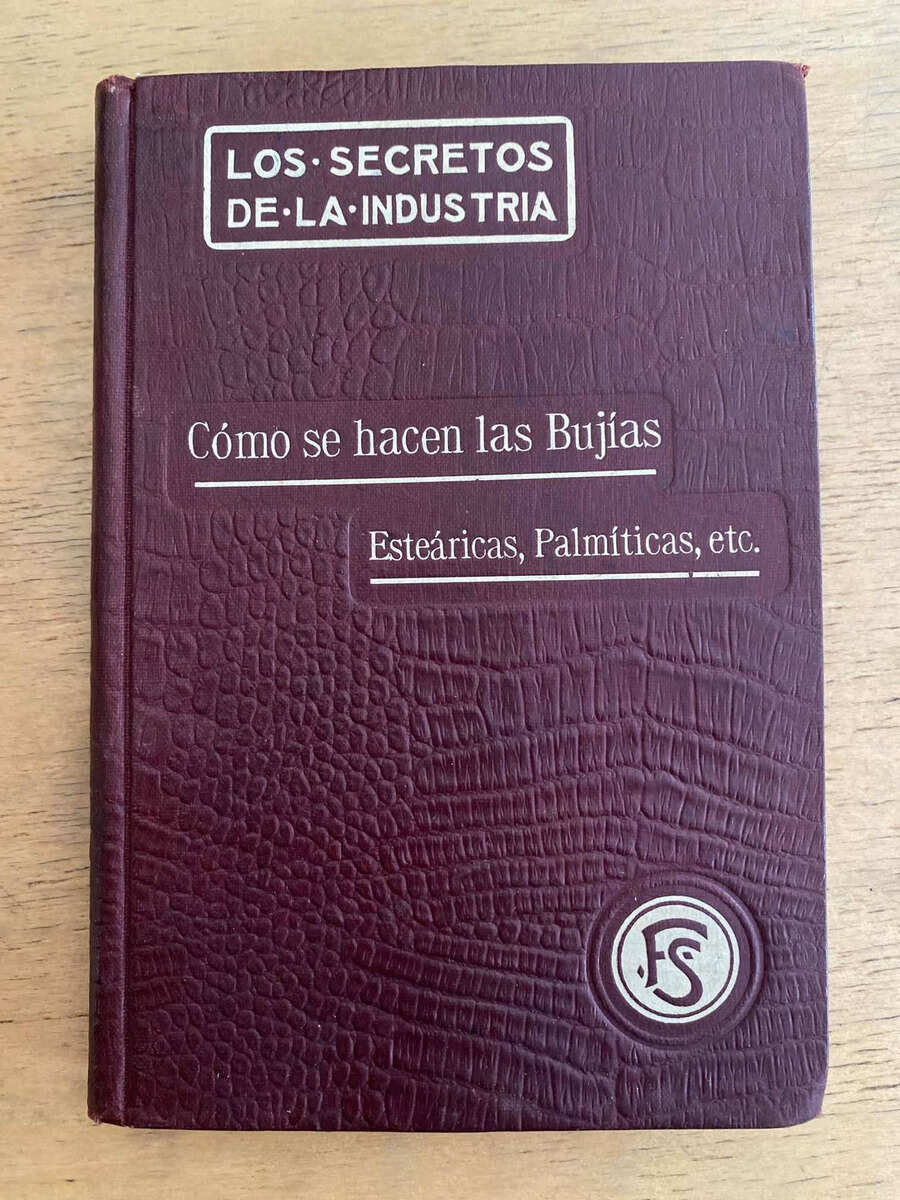 LOS·SECRETOS
DE·LA·INDUSTRIA
Cómo se hacen las Bujías
Esteáricas, Palmíticas, etc.
FS